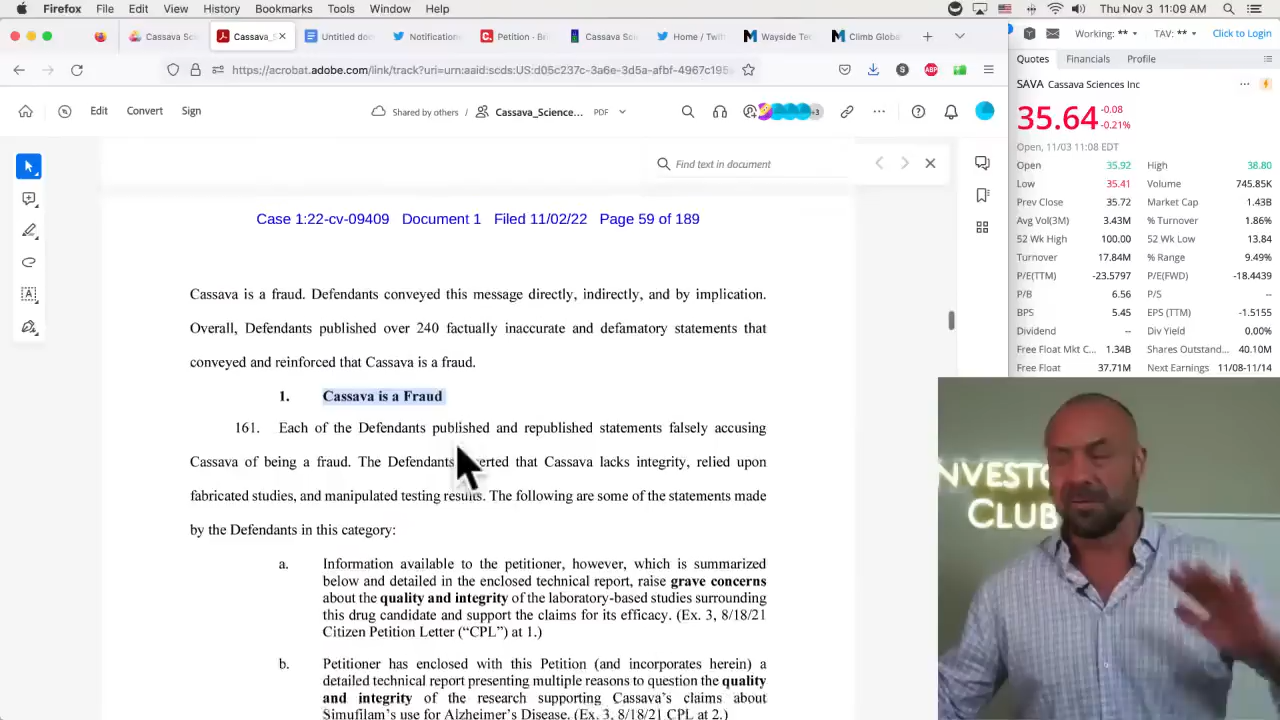 Firefox File Edit View History Bookmarks Tools Window Help Thu Nov 3 11:09 AM
Cassava Sc Cassava_S Untitled doc Notification Petition - Bri Cassava Sc Home / Twit Wayside Tec Climb Globa
https://acrobat.adobe.com/link/track?uri=urn:aaid:scds:US:d05c237c-3a6e-3d5a-afbf-4967c195a
Edit Convert Sign Shared by others / Cassava_Science... PDF +3
Find text in document
Case 1:22-cv-09409 Document 1 Filed 11/02/22 Page 59 of 189
Cassava is a fraud. Defendants conveyed this message directly, indirectly, and by implication.
Overall, Defendants published over 240 factually inaccurate and defamatory statements that
conveyed and reinforced that Cassava is a fraud.
1. Cassava is a Fraud
161. Each of the Defendants published and republished statements falsely accusing
Cassava of being a fraud. The Defendants erted that Cassava lacks integrity, relied upon
fabricated studies, and manipulated testing results. The following are some of the statements made
by the Defendants in this category:
a. Information available to the petitioner, however, which is summarized
below and detailed in the enclosed technical report, raise grave concerns
about the quality and integrity of the laboratory-based studies surrounding
this drug candidate and support the claims for its efficacy. (Ex. 3, 8/18/21
Citizen Petition Letter (“CPL”) at 1.)
b. Petitioner has enclosed with this Petition (and incorporates herein) a
detailed technical report presenting multiple reasons to question the quality
and integrity of the research supporting Cassava's claims about
Simufilam's use for Alzheimer's Disease. (Ex. 3, 8/18/21 CPL at 2.)
Working: ** TAV: ** Click to Login
Quotes Financials Profile
SAVA Cassava Sciences Inc
35.64 -0.08
-0.21%
Open, 11/03 11:08 EDT
Open 35.92 High 38.80
Low 35.41 Volume 745.85K
Prev Close 35.72 Market Cap 1.43B
Avg Vol(3M) 3.43M % Turnover 1.86%
52 Wk High 100.00 52 Wk Low 13.84
Turnover 17.84M % Range 9.49%
P/E(TTM) -23.5797 P/E(FWD) -18.4439
P/B 6.56 P/S --
BPS 5.45 EPS (TTM) -1.5155
Dividend -- Div Yield 0.00%
Free Float Mkt C... 1.34B Shares Outstand... 40.10M
Free Float 37.71M Next Earnings 11/08-11/14
INVESTO
CLUB